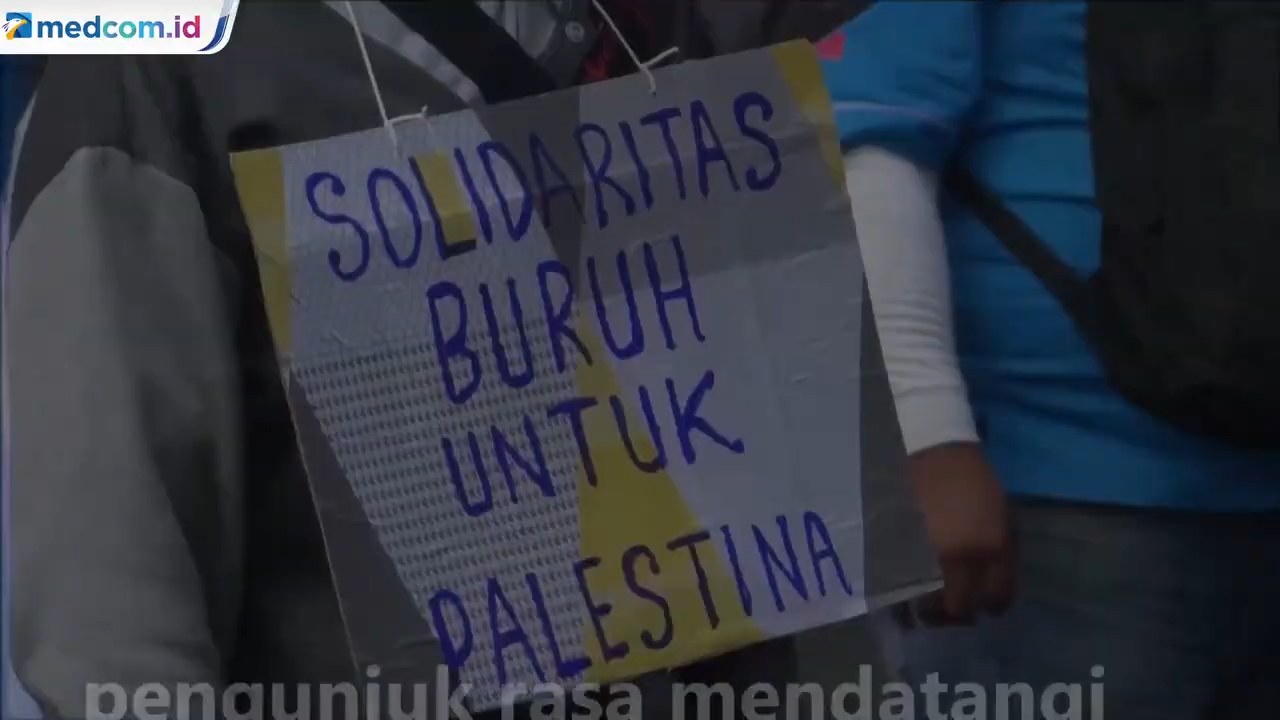 medcom.id
SOLIDARITAS
BURUH
UNTUK
PALESTINA
pengunjuk rasa mendatangi